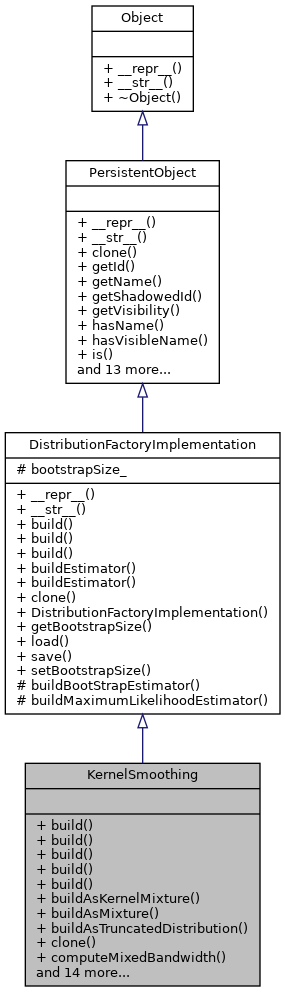 Object
+ __repr__()
+ __str__()
+ ~Object()
PersistentObject
+ __repr__()
+ __str__()
+ clone()
+ getId()
+ getName()
+ getShadowedId()
+ getVisibility()
+ hasName()
+ hasVisibleName()
+ is()
and 13 more...
DistributionFactoryImplementation
# bootstrapSize_
+ __repr__()
+ __str__()
+ build()
+ build()
+ build()
+ buildEstimator()
+ buildEstimator()
+ clone()
+ DistributionFactoryImplementation()
+ getBootstrapSize()
+ load()
+ save()
+ setBootstrapSize()
# buildBootStrapEstimator()
# buildMaximumLikelihoodEstimator()
KernelSmoothing
+ build()
+ build()
+ build()
+ build()
+ build()
+ buildAsKernelMixture()
+ buildAsMixture()
+ buildAsTruncatedDistribution()
+ clone()
+ computeMixedBandwidth()
and 14 more...